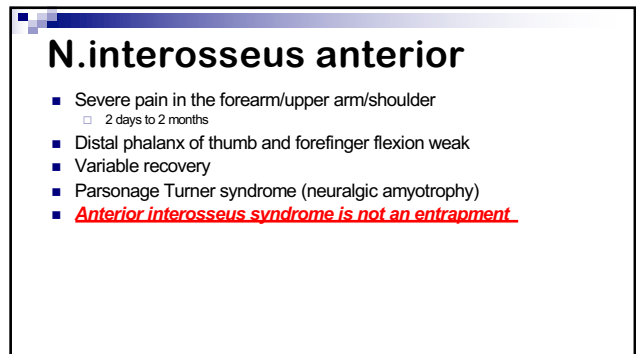 N.interosseus anterior
Severe pain in the forearm/upper arm/shoulder
2 days to 2 months
Distal phalanx of thumb and forefinger flexion weak
Variable recovery
Parsonage Turner syndrome (neuralgic amyotrophy)
Anterior interosseus syndrome is not an entrapment